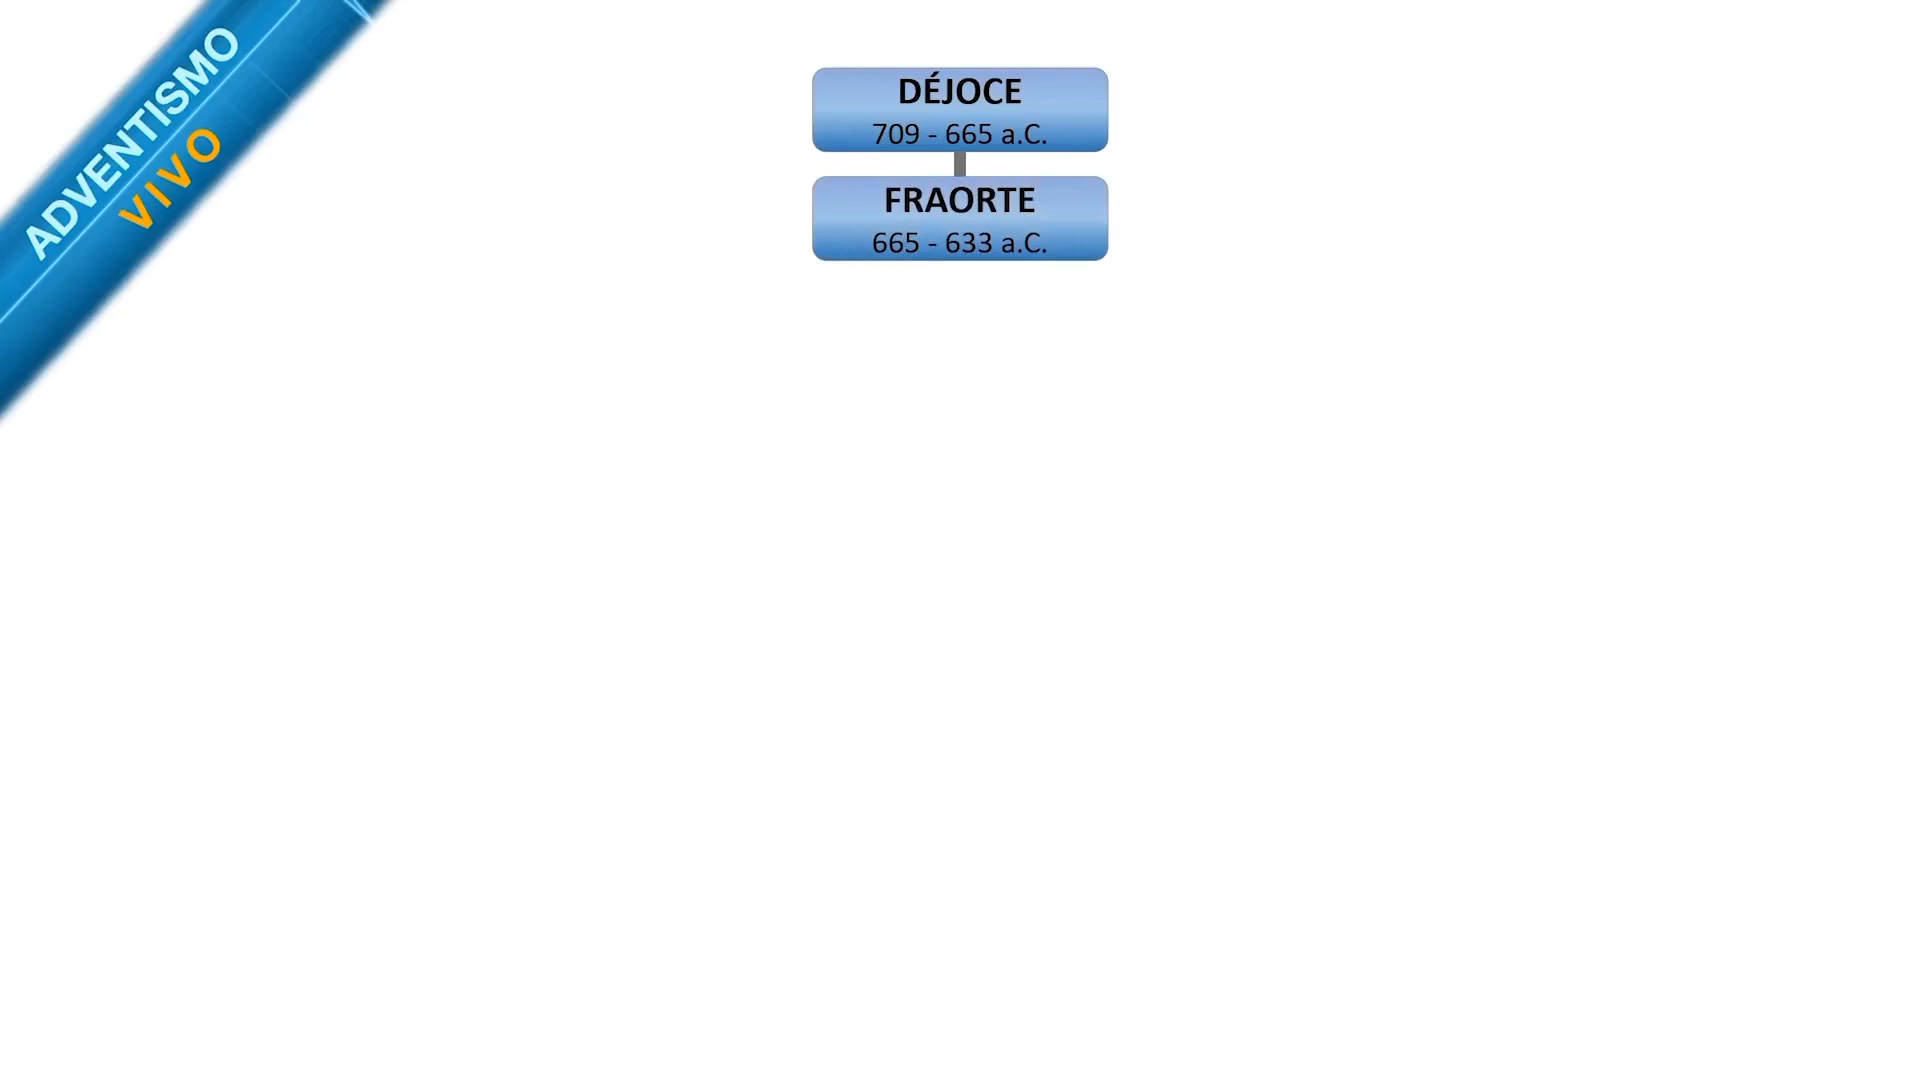 ADVENTISMO
VIVO
DÉJOCE
709 - 665 a.C.
FRAORTE
665 - 633 a.C.